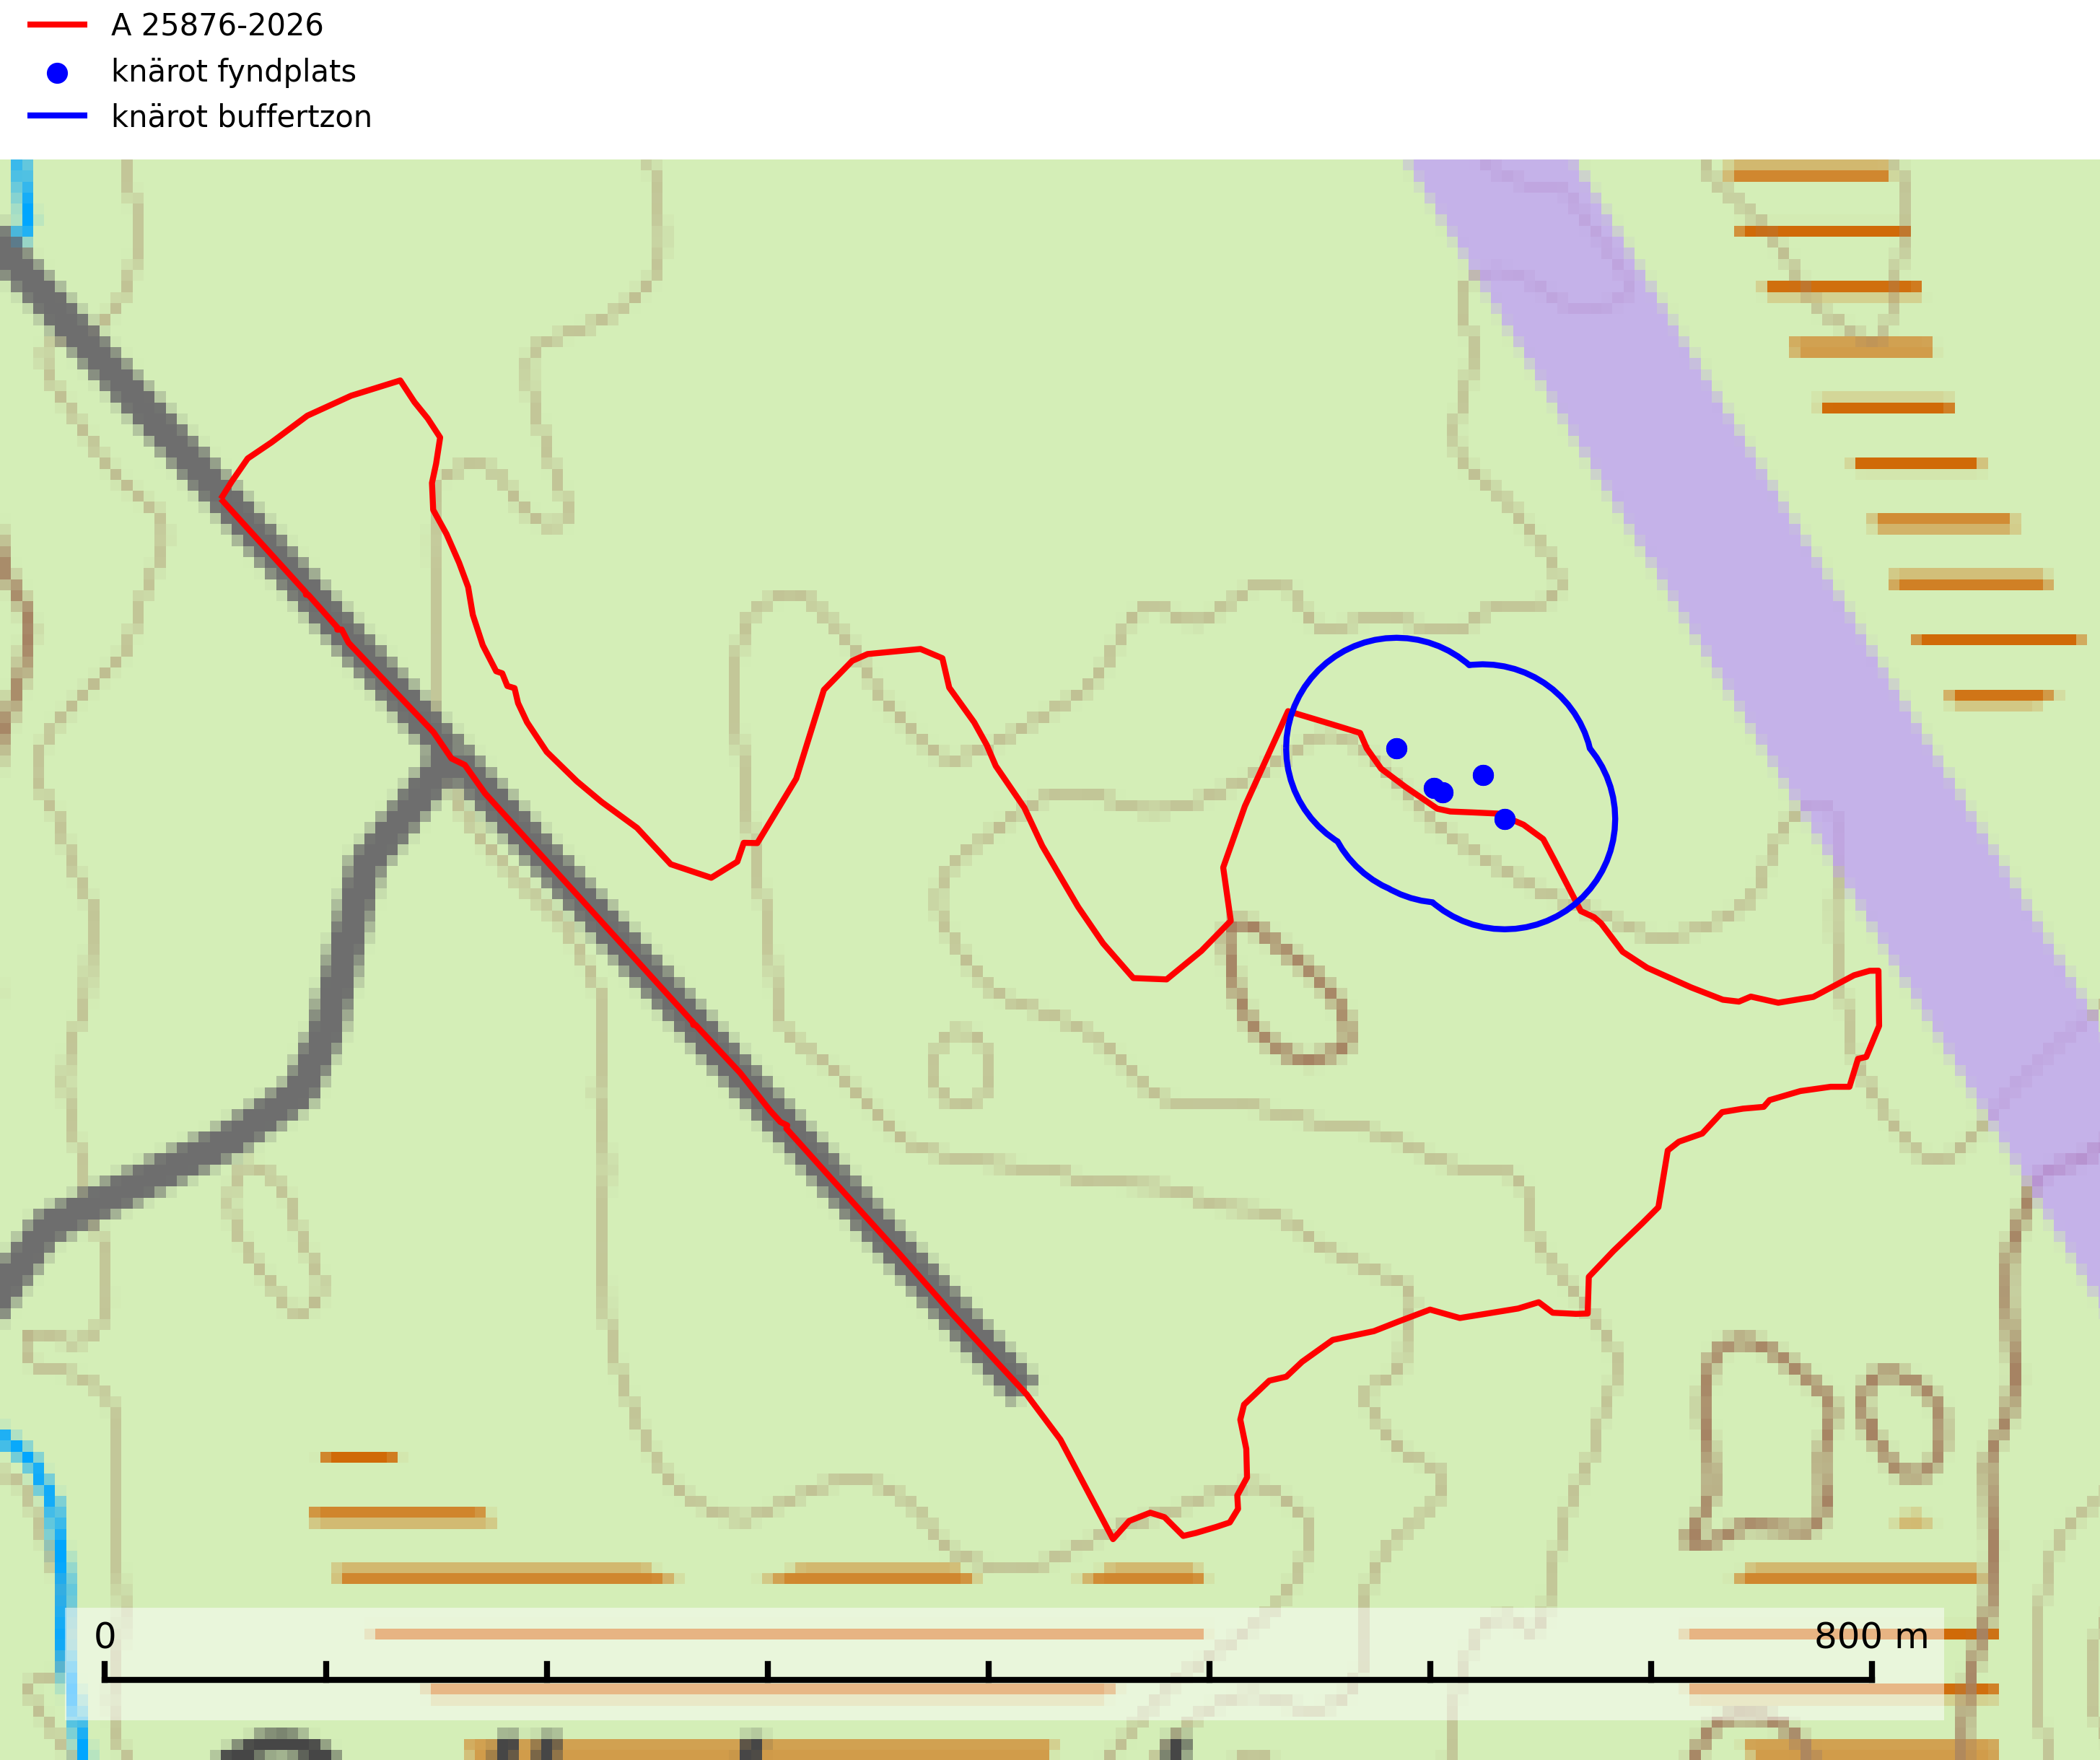 A 25876-2026
knärot fyndplats
knärot buffertzon
0 800 m